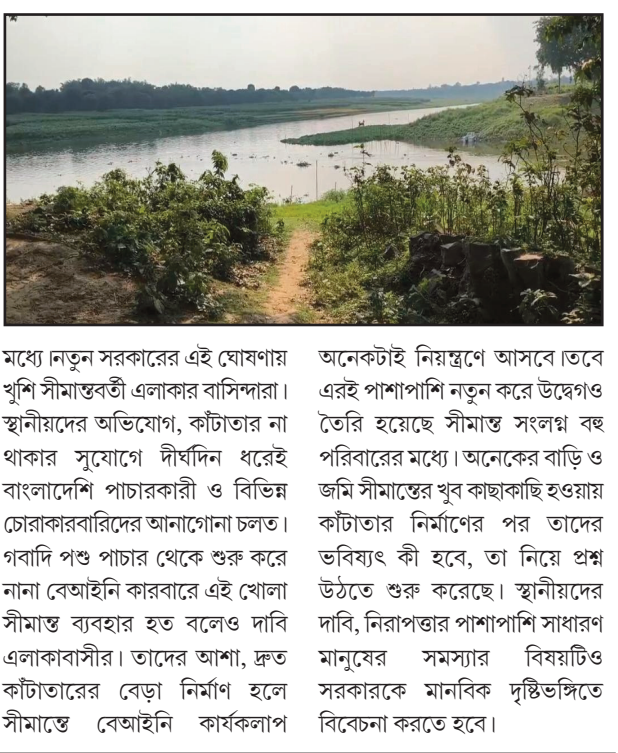 মধ্যে।নতুন সরকারের এই ঘোষণায়
খুশি সীমান্তবর্তী এলাকার বাসিন্দারা।
স্থানীয়দের অভিযোগ, কাঁটাতার না
থাকার সুযোগে দীর্ঘদিন ধরেই
বাংলাদেশি পাচারকারী ও বিভিন্ন
চোরাকারবারিদের আনাগোনা চলত।
গবাদি পশু পাচার থেকে শুরু করে
নানা বেআইনি কারবারে এই খোলা
সীমান্ত ব্যবহার হত বলেও দাবি
এলাকাবাসীর। তাদের আশা, দ্রুত
কাঁটাতারের বেড়া নির্মাণ হলে
সীমান্তে বেআইনি কার্যকলাপ
অনেকটাই নিয়ন্ত্রণে আসবে।তবে
এরই পাশাপাশি নতুন করে উদ্বেগও
তৈরি হয়েছে সীমান্ত সংলগ্ন বহু
পরিবারের মধ্যে। অনেকের বাড়ি ও
জমি সীমান্তের খুব কাছাকাছি হওয়ায়
কাঁটাতার নির্মাণের পর তাদের
ভবিষ্যৎ কী হবে, তা নিয়ে প্রশ্ন
উঠতে শুরু করেছে। স্থানীয়দের
দাবি, নিরাপত্তার পাশাপাশি সাধারণ
মানুষের সমস্যার বিষয়টিও
সরকারকে মানবিক দৃষ্টিভঙ্গিতে
বিবেচনা করতে হবে।